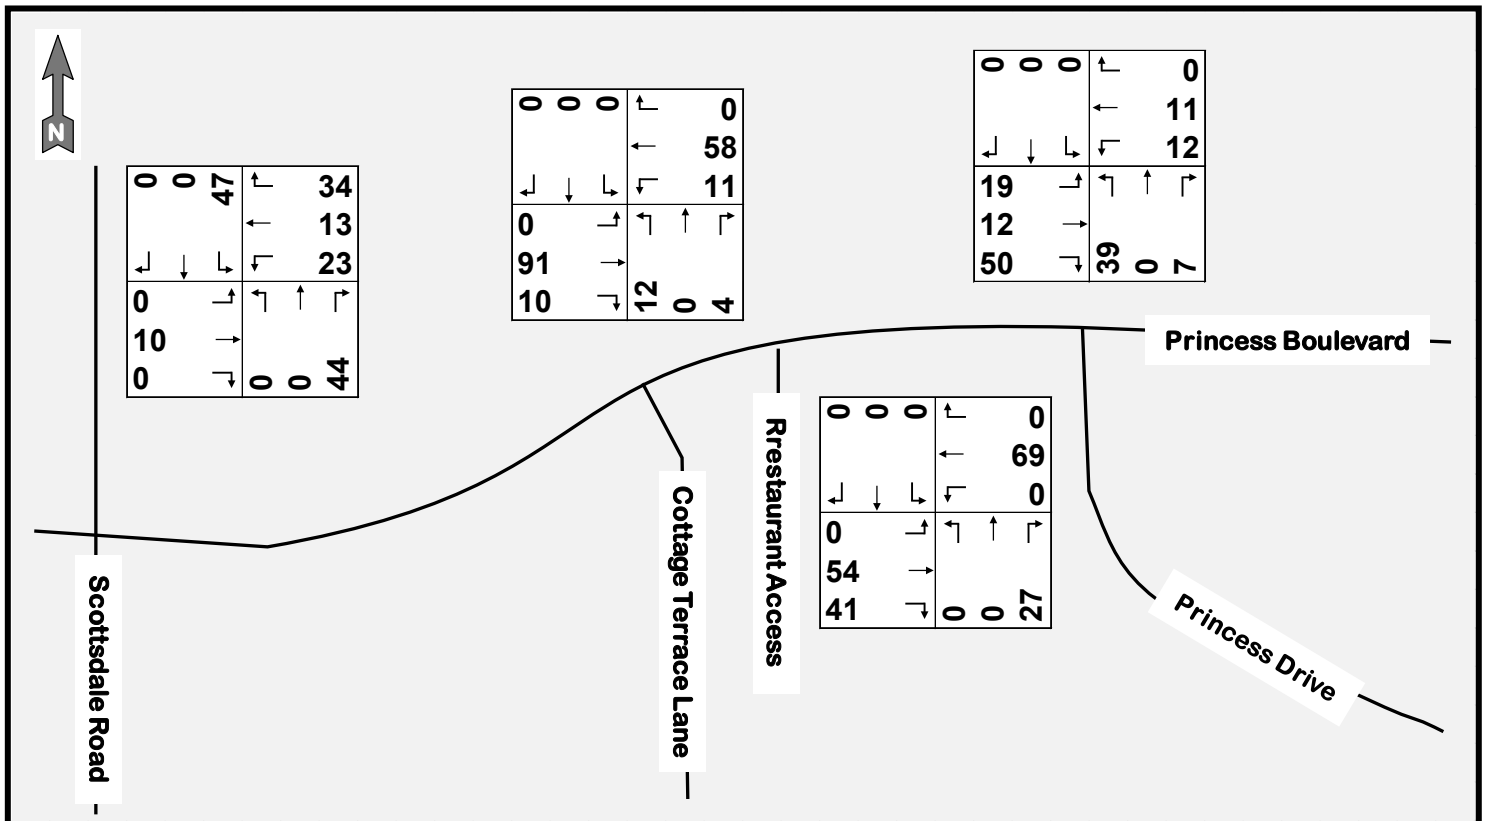 N
0 0 47 34
13
23
0
10
0
0 0 44
0 0 0 0
58
11
0
91
10
12 0 4
0 0 0 0
11
12
19
12
50
39 0 7
Princess Boulevard
0 0 0 0
69
0
0
54
41
0 0 27
Scottsdale Road
Cottage Terrace Lane
Rrestaurant Access
Princess Drive